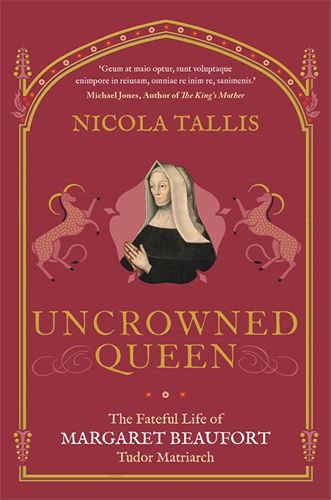 ‘Geum at maio optur, sunt voluptaque
enimpore in reiusam, omniae re inim re, sanimenis.’
Michael Jones, Author of The King’s Mother
NICOLA TALLIS
UNCROWNED
QUEEN
The Fateful Life of
MARGARET BEAUFORT
Tudor Matriarch